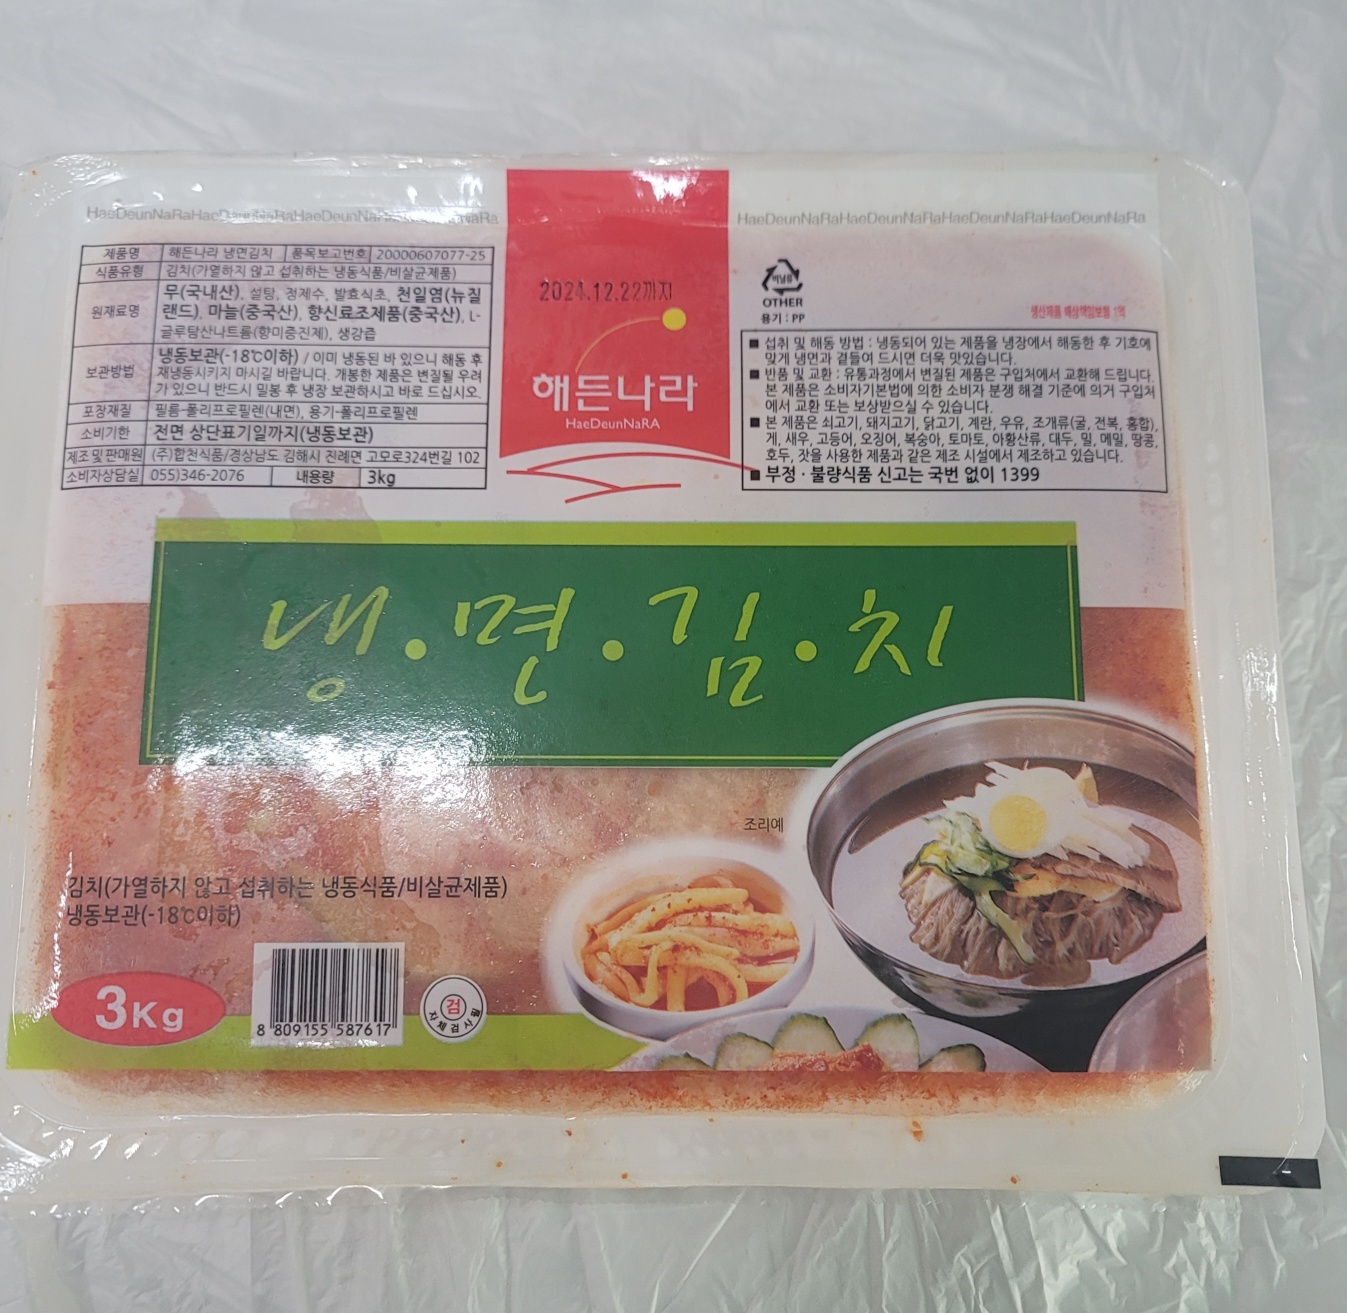 HaeDeunNaRaHaeDeunNaRaHaeDeunNaRaHaeDeunNaRa
제품명 해든나라 냉면김치 품목보고번호 20000607077-25
식품유형 김치(가열하지 않고 섭취하는 냉동식품/비살균제품)
원재료명 무(국내산), 설탕, 정제수, 발효식초, 천일염(뉴질
랜드), 마늘(중국산), 향신료조제품(중국산), L-
글루탐산나트륨(향미증진제), 생강즙
보관방법 냉동보관(-18℃이하) / 이미 냉동된 바 있으니 해동 후
재냉동시키지 마시길 바랍니다. 개봉한 제품은 변질될 우려
가 있으니 반드시 밀봉 후 냉장 보관하시고 바로 드십시오.
포장재질 필름-폴리프로필렌(내면), 용기-폴리프로필렌
소비기한 전면 상단표기일까지(냉동보관)
제조 및 판매원 (주)합천식품/경상남도 김해시 진례면 고모로324번길 102
소비자상담실 055)346-2076 내용량 3kg
2024.12.22까지
해든나라
HaeDeunNaRA
HaeDeunNaRaHaeDeunNaRaHaeDeunNaRaHaeDeunNaRa
비닐류
OTHER
용기 : PP
생산제품 배상책임보험 1억
■ 섭취 및 해동 방법 : 냉동되어 있는 제품을 냉장에서 해동한 후 기호에
맞게 냉면과 곁들여 드시면 더욱 맛있습니다.
■ 반품 및 교환 : 유통과정에서 변질된 제품은 구입처에서 교환해 드립니다.
본 제품은 소비자기본법에 의한 소비자 분쟁 해결 기준에 의거 구입처
에서 교환 또는 보상받으실 수 있습니다.
■ 본 제품은 쇠고기, 돼지고기, 닭고기, 계란, 우유, 조개류(굴, 전복, 홍합),
게, 새우, 고등어, 오징어, 복숭아, 토마토, 아황산류, 대두, 밀, 메밀, 땅콩,
호두, 잣을 사용한 제품과 같은 제조 시설에서 제조하고 있습니다.
■ 부정 · 불량식품 신고는 국번 없이 1399
냉·면·김·치
조리예
김치(가열하지 않고 섭취하는 냉동식품/비살균제품)
냉동보관(-18℃이하)
3Kg
8 809155 587617
검
자체검사필